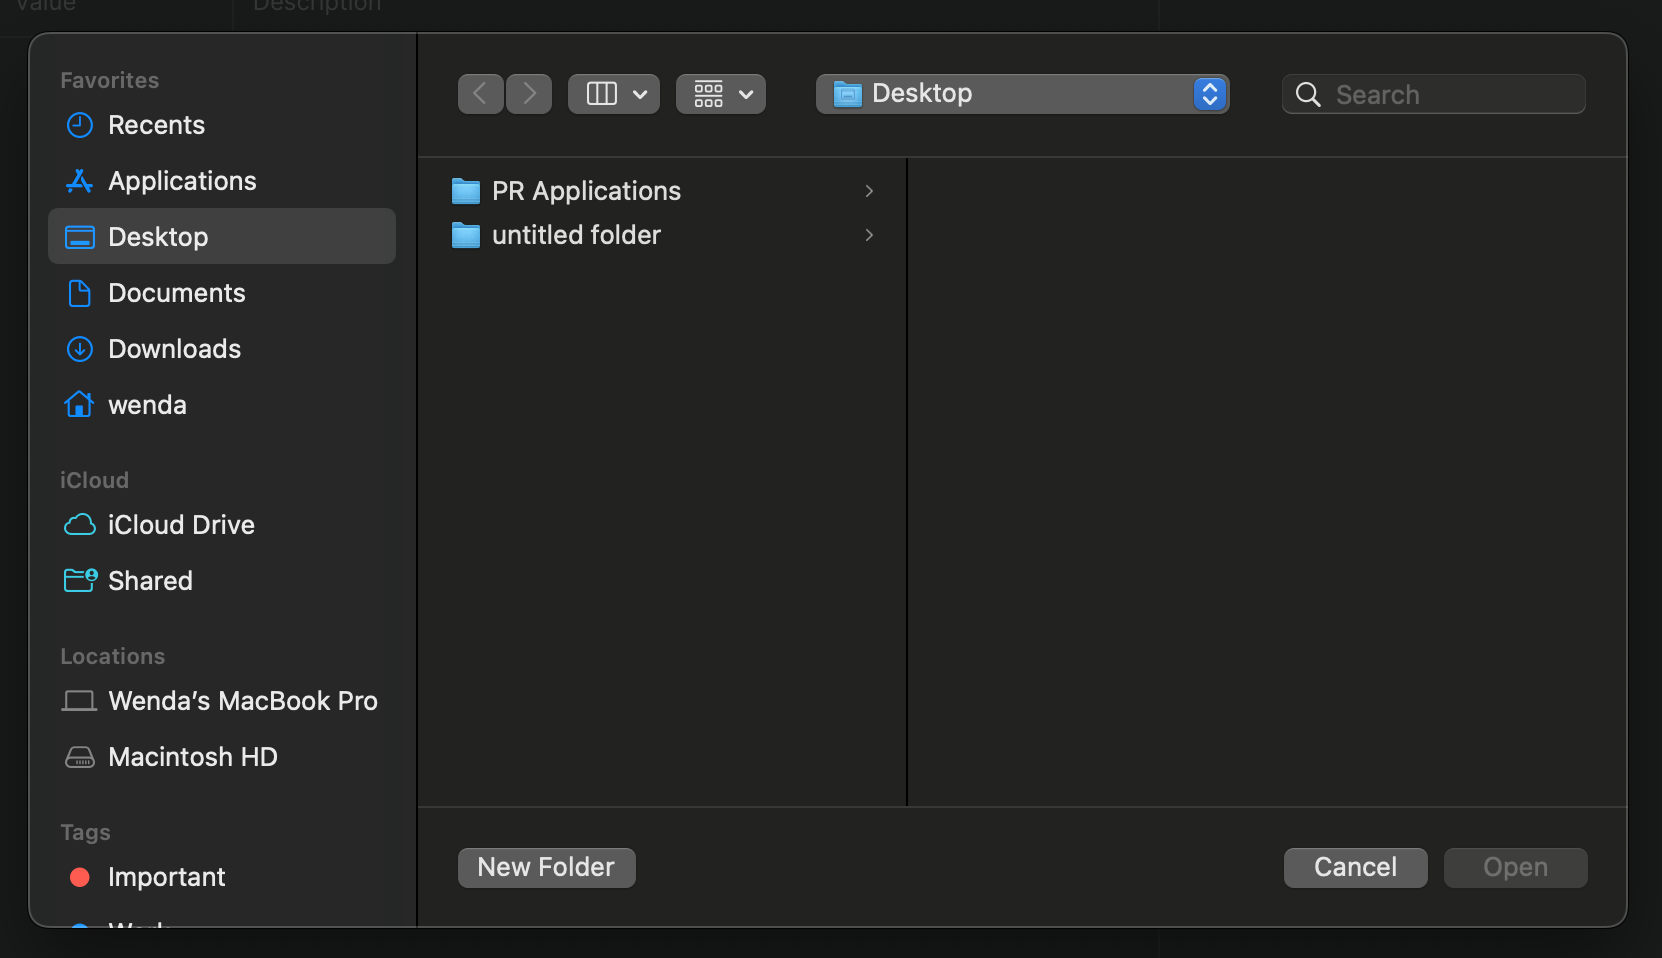 Value Description
Favorites
Recents
Applications
Desktop
Documents
Downloads
wenda
iCloud
iCloud Drive
Shared
Locations
Wenda’s MacBook Pro
Macintosh HD
Tags
Important
Work
Desktop
Search
PR Applications
untitled folder
New Folder
Cancel
Open